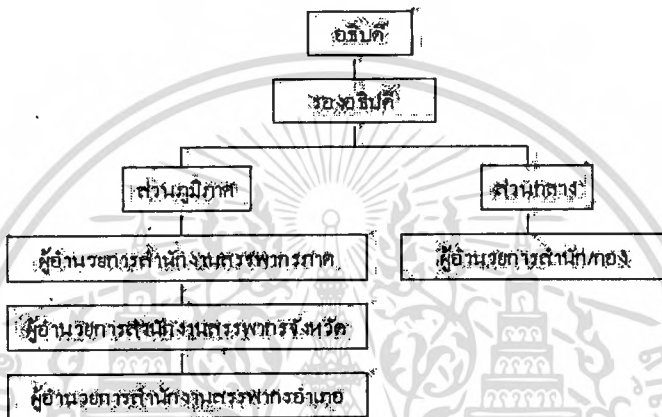 อธิบดี
รองอธิบดี
ส่วนภูมิภาค
ส่วนกลาง
ผู้อำนวยการสำนักงานสรรพากรภาค
ผู้อำนวยการสำนัก/กอง
ผู้อำนวยการสำนักงานสรรพากรจังหวัด
ผู้อำนวยการสำนักงานสรรพากรอำเภอ